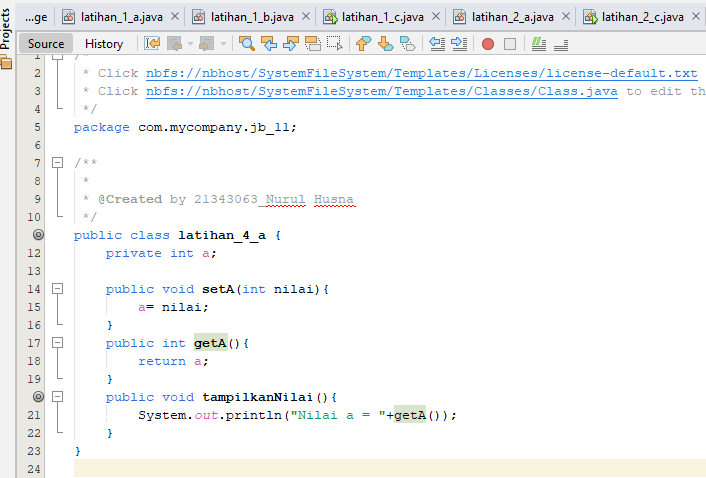 Projects
...ge latihan_1_a.java latihan_1_b.java latihan_1_c.java latihan_2_a.java latihan_2_c.java
Source History
1 /*
2 * Click nbfs://nbhost/SystemFileSystem/Templates/Licenses/license-default.txt
3 * Click nbfs://nbhost/SystemFileSystem/Templates/Classes/Class.java to edit th
4 */
5 package com.mycompany.jb_11;
6
7 /**
8 *
9 * @Created by 21343063_Nurul Husna
10 */
public class latihan_4_a {
12 private int a;
13
14 public void setA(int nilai){
15 a= nilai;
16 }
17 public int getA(){
18 return a;
19 }
public void tampilkanNilai(){
21 System.out.println("Nilai a = "+getA());
22 }
23 }
24